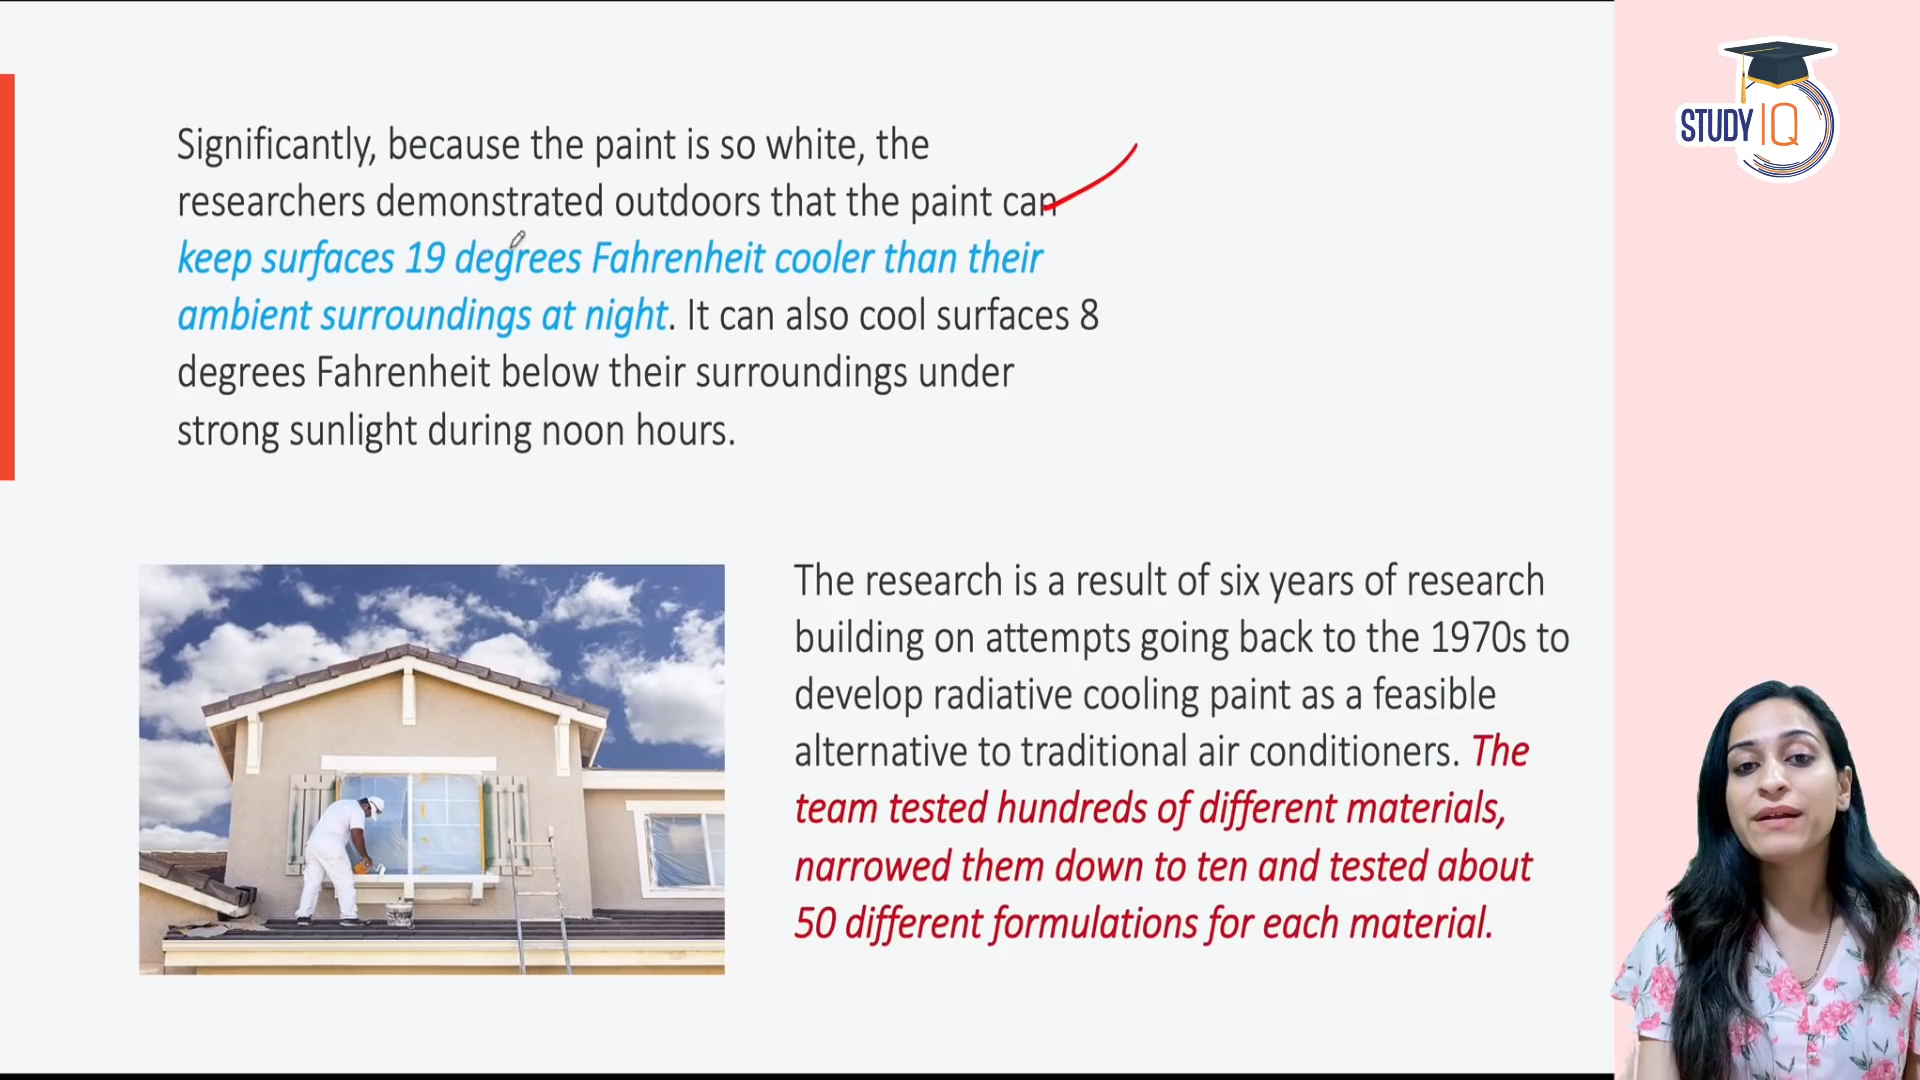 Significantly, because the paint is so white, the
researchers demonstrated outdoors that the paint can
keep surfaces 19 degrees Fahrenheit cooler than their
ambient surroundings at night. It can also cool surfaces 8
degrees Fahrenheit below their surroundings under
strong sunlight during noon hours.
The research is a result of six years of research
building on attempts going back to the 1970s to
develop radiative cooling paint as a feasible
alternative to traditional air conditioners. The
team tested hundreds of different materials,
narrowed them down to ten and tested about
50 different formulations for each material.
STUDY IQ